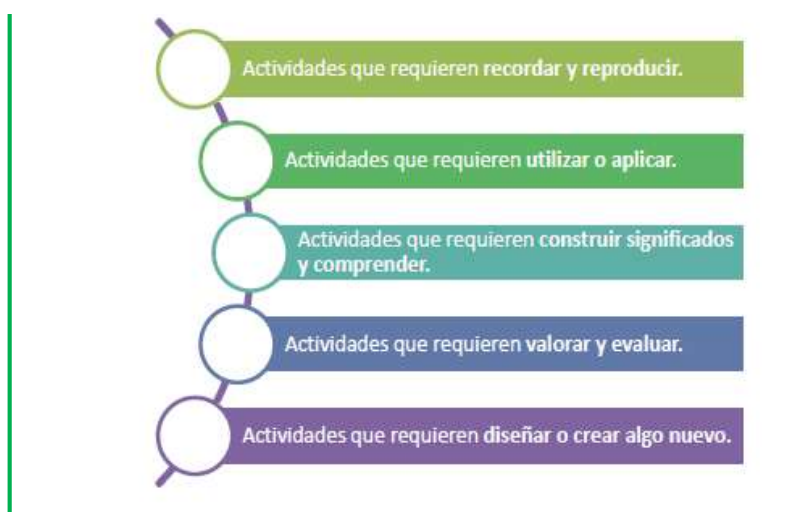 Actividades que requieren recordar y reproducir.
Actividades que requieren utilizar o aplicar.
Actividades que requieren construir significados
y comprender.
Actividades que requieren valorar y evaluar.
Actividades que requieren diseñar o crear algo nuevo.